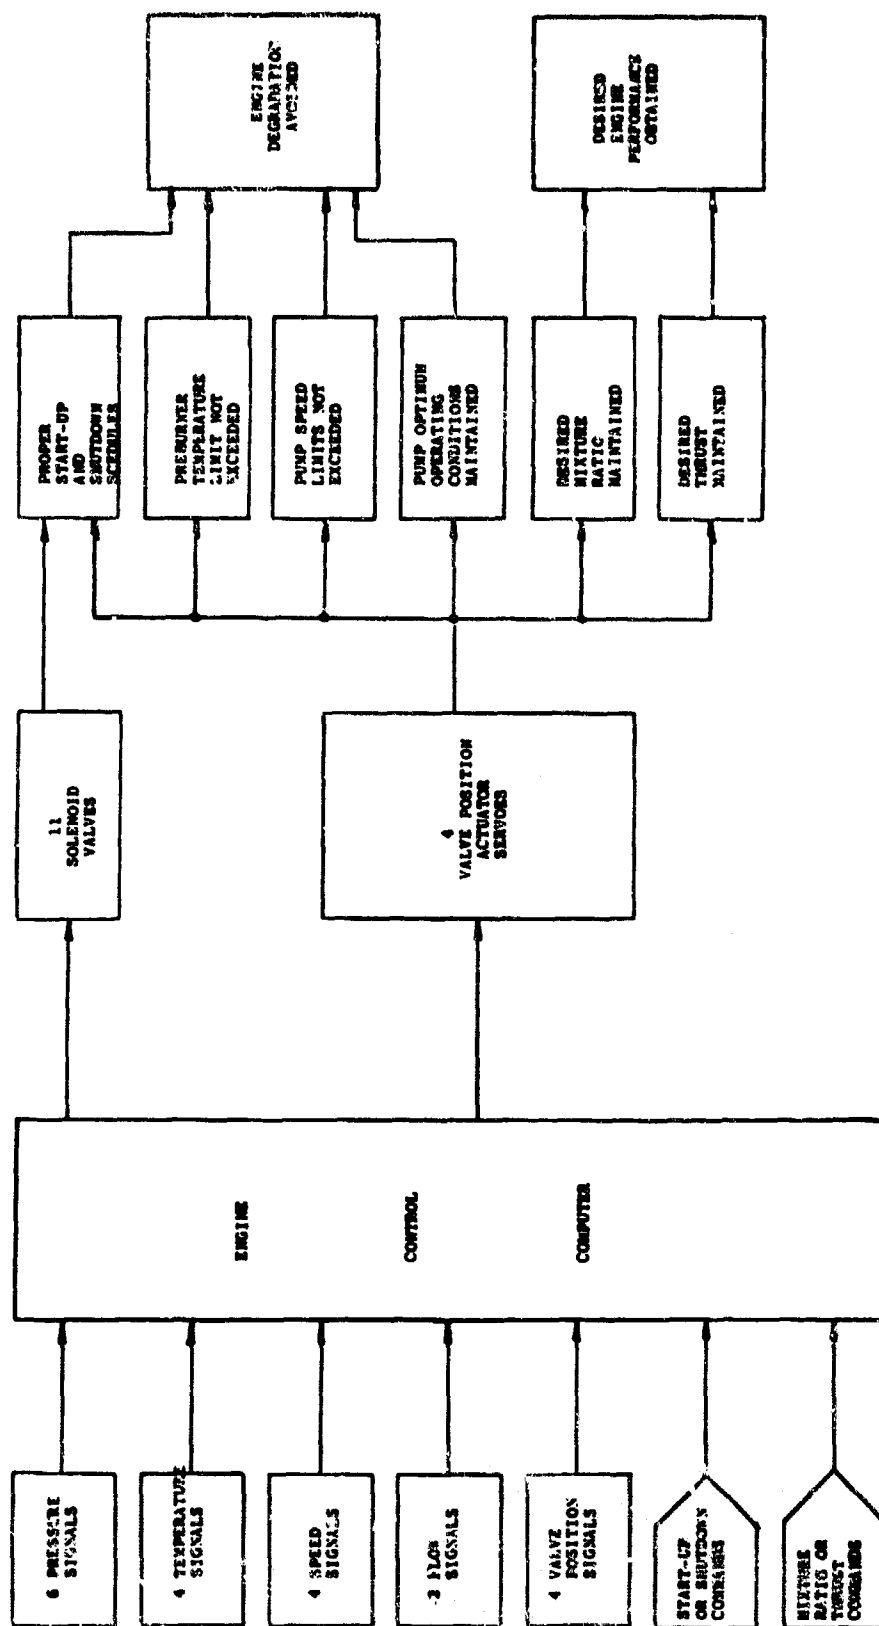 6 PRESSURE
SIGNALS
4 TEMPERATURE
SIGNALS
4 SPEED
SIGNALS
FLOW
SIGNALS
4 VALVE
POSITION
SIGNALS
START-UP
OR SHUTDOWN
COMMANDS
MIXTURE
RATIO OR
THRUST
COMMANDS
ENGINE
CONTROL
COMPUTER
11
SOLENOID
VALVES
4
VALVE POSITION
ACTUATOR
SERVOES
PROPER
START-UP
AND
SHUTDOWN
SCEDULES
PREBURNER
TEMPERATURE
LIMIT NOT
EXCEEDED
PUMP SPEED
LIMITS NOT
EXCEEDED
PUMP OPTIMUM
OPERATING
CONDITIONS
MAINTAINED
DESIRED
MIXTURE
RATIO
MAINTAINED
DESIRED
THRUST
MAINTAINED
ENGINE
DEGRADATION
AVOIDED
DESIRED
ENGINE
PERFORMANCE
OBTAINED